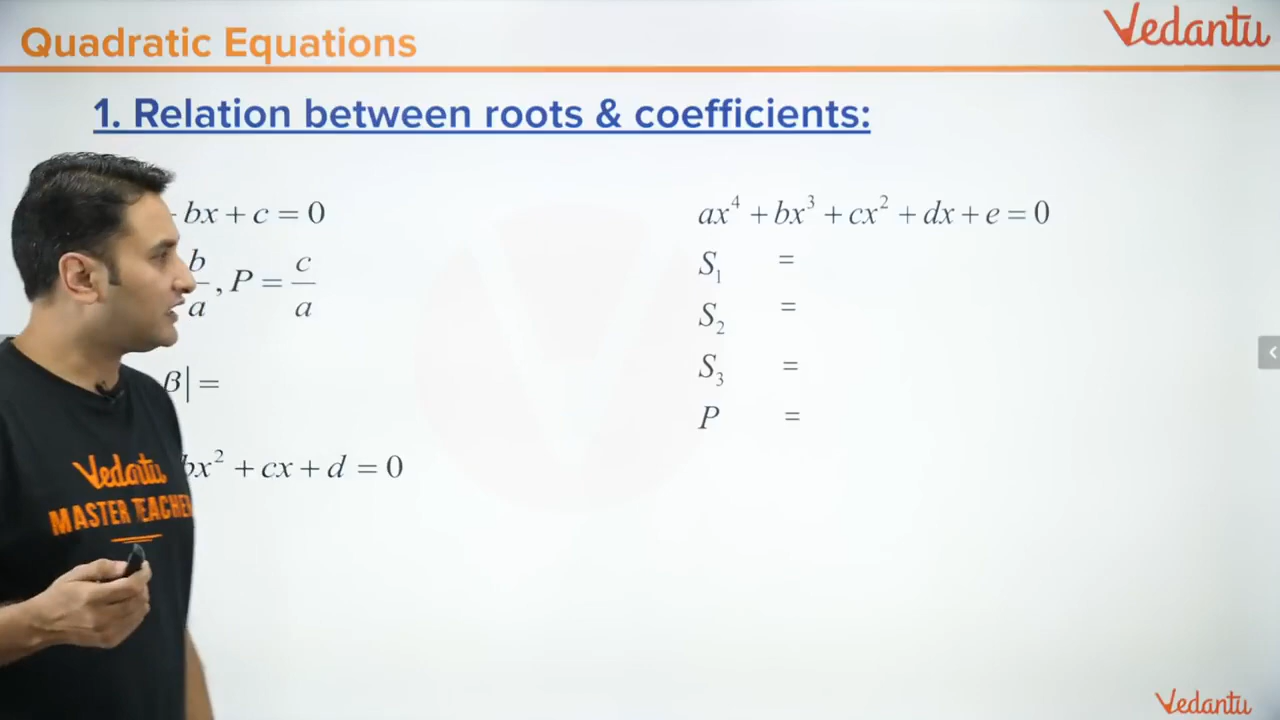 Quadratic Equations
Vedantu
1. Relation between roots & coefficients:
bx + c = 0
b/a, P = c/a
β| =
bx² + cx + d = 0
ax⁴ + bx³ + cx² + dx + e = 0
S₁ =
S₂ =
S₃ =
P =
Vedantu
MASTER TEACHER
Vedantu